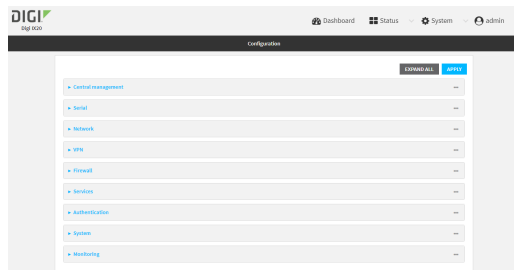 DIGI
Digi IX20
Dashboard
Status
System
admin
Configuration
EXPAND ALL
APPLY
Central management
Serial
Network
VPN
Firewall
Services
Authentication
System
Monitoring